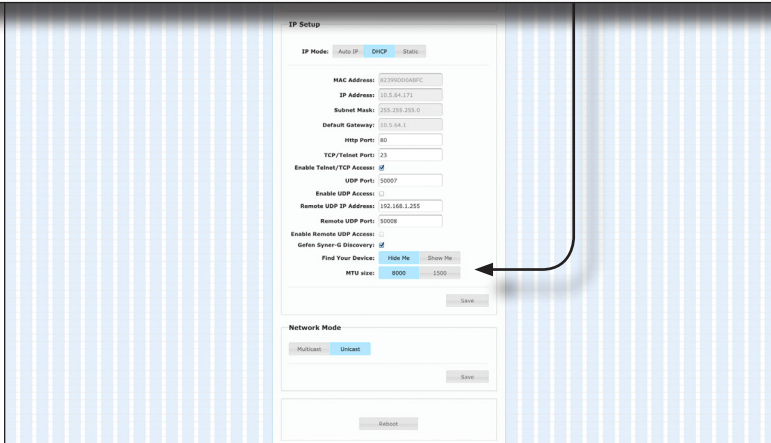 IP Setup
IP Mode: Auto IP DHCP Static
MAC Address: 62399DD0ABFC
IP Address: 10.5.64.171
Subnet Mask: 255.255.255.0
Default Gateway: 10.5.64.1
Http Port: 80
TCP/Telnet Port: 23
Enable Telnet/TCP Access:
UDP Port: 50007
Enable UDP Access:
Remote UDP IP Address: 192.168.1.255
Remote UDP Port: 50008
Enable Remote UDP Access:
Gefen Syner-G Discovery:
Find Your Device: Hide Me Show Me
MTU size: 8000 1500
Save
Network Mode
Multicast Unicast
Save
Reboot